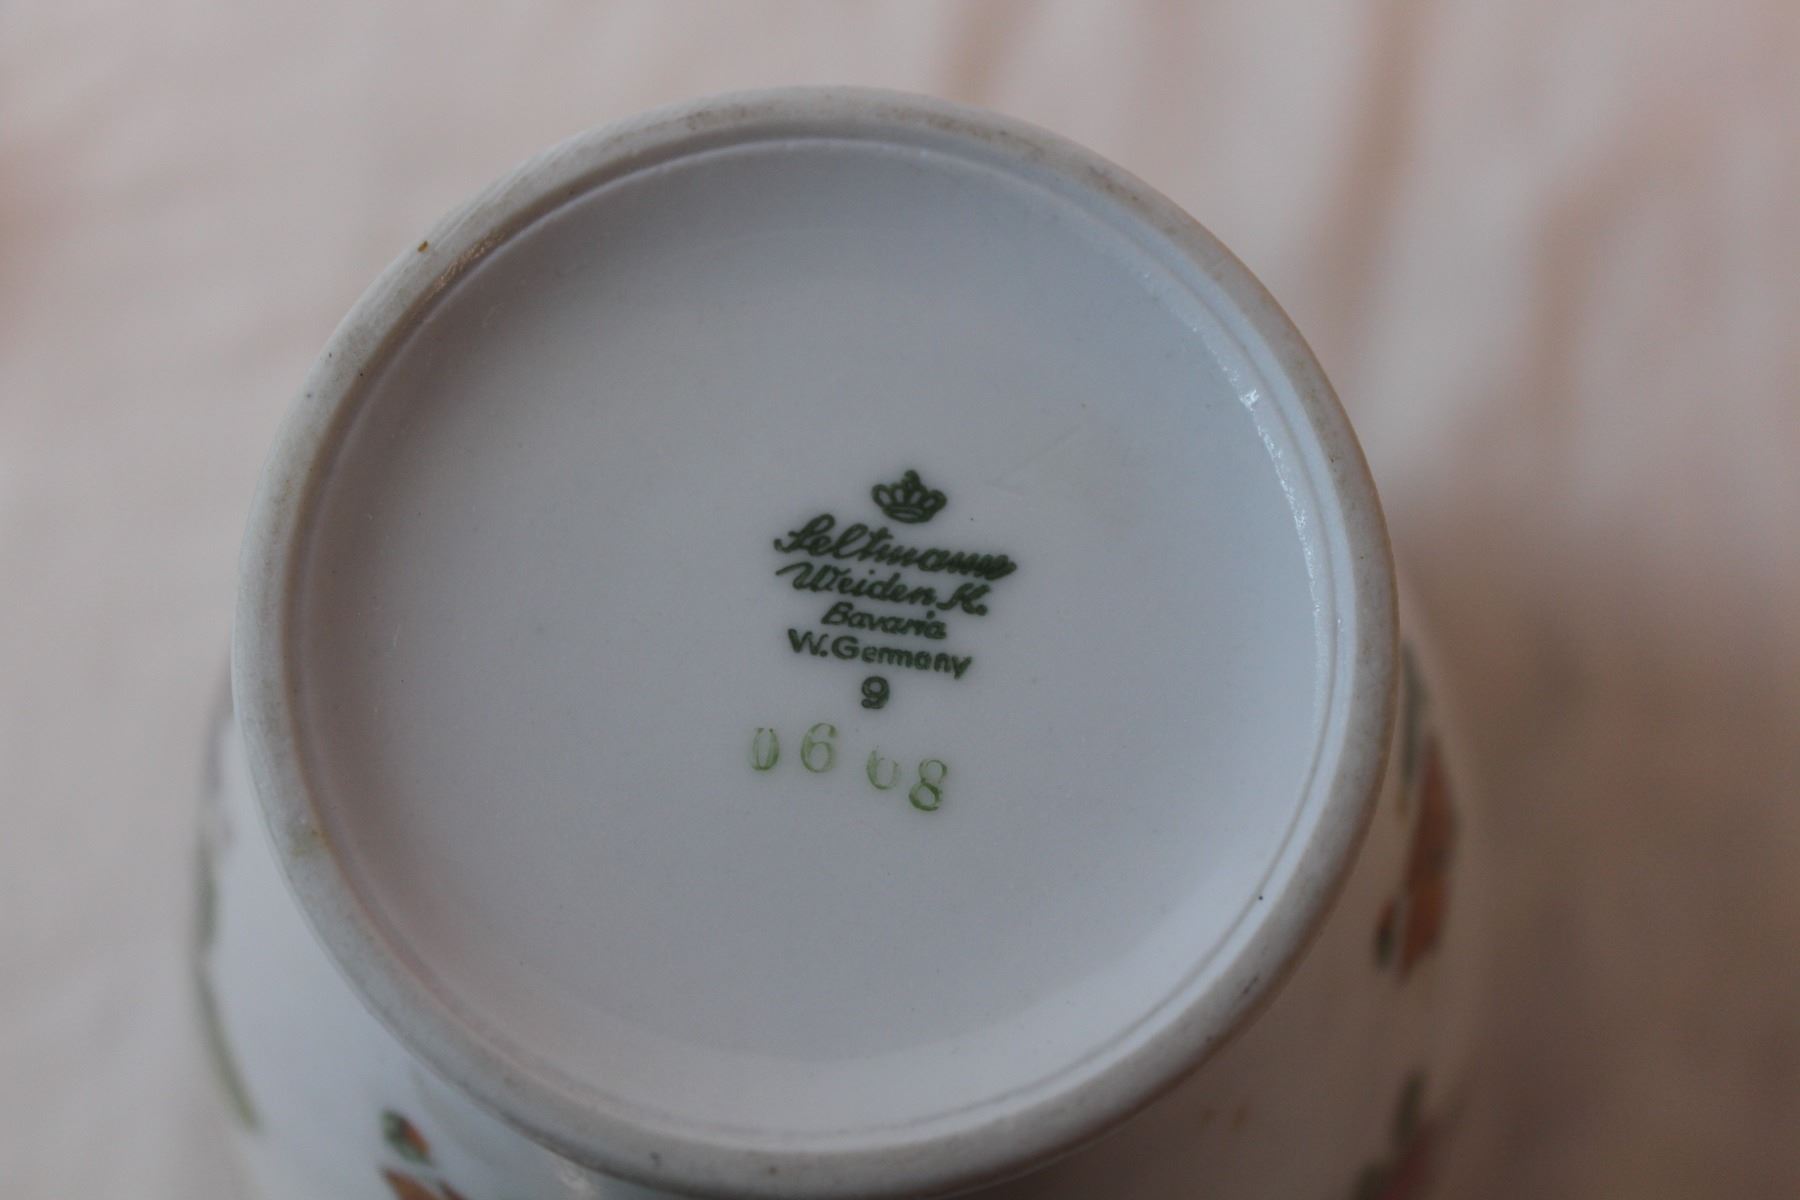 Seltmann
Weiden K.
Bavaria
W.Germany
9
0608